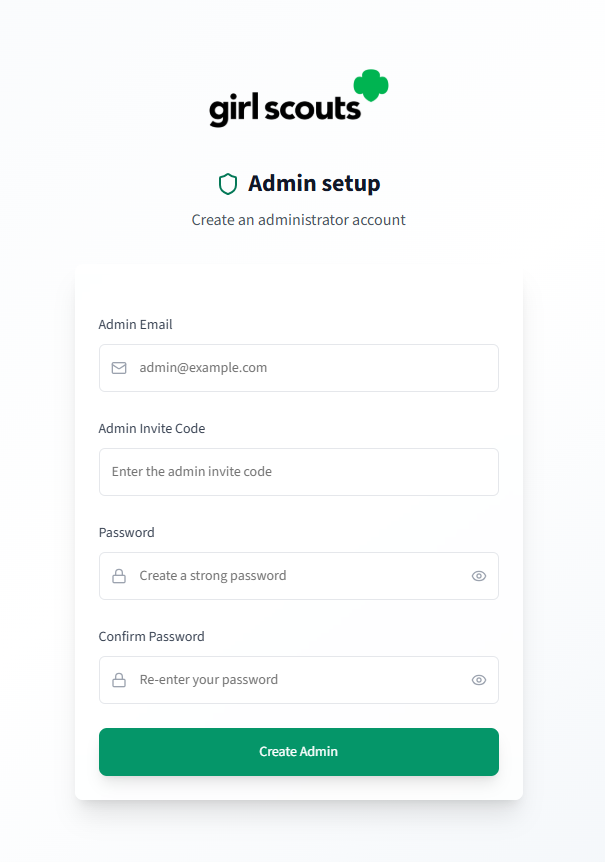 girl scouts
Admin setup
Create an administrator account
Admin Email
admin@example.com
Admin Invite Code
Enter the admin invite code
Password
Create a strong password
Confirm Password
Re-enter your password
Create Admin